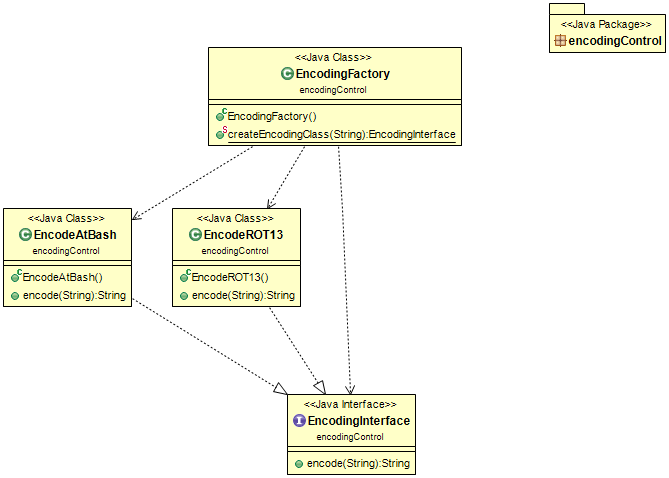 <<Java Package>>
encodingControl
<<Java Class>>
EncodingFactory
encodingControl
EncodingFactory()
createEncodingClass(String):EncodingInterface
<<Java Class>>
EncodeAtBash
encodingControl
EncodeAtBash()
encode(String):String
<<Java Class>>
EncodeROT13
encodingControl
EncodeROT13()
encode(String):String
<<Java Interface>>
EncodingInterface
encodingControl
encode(String):String